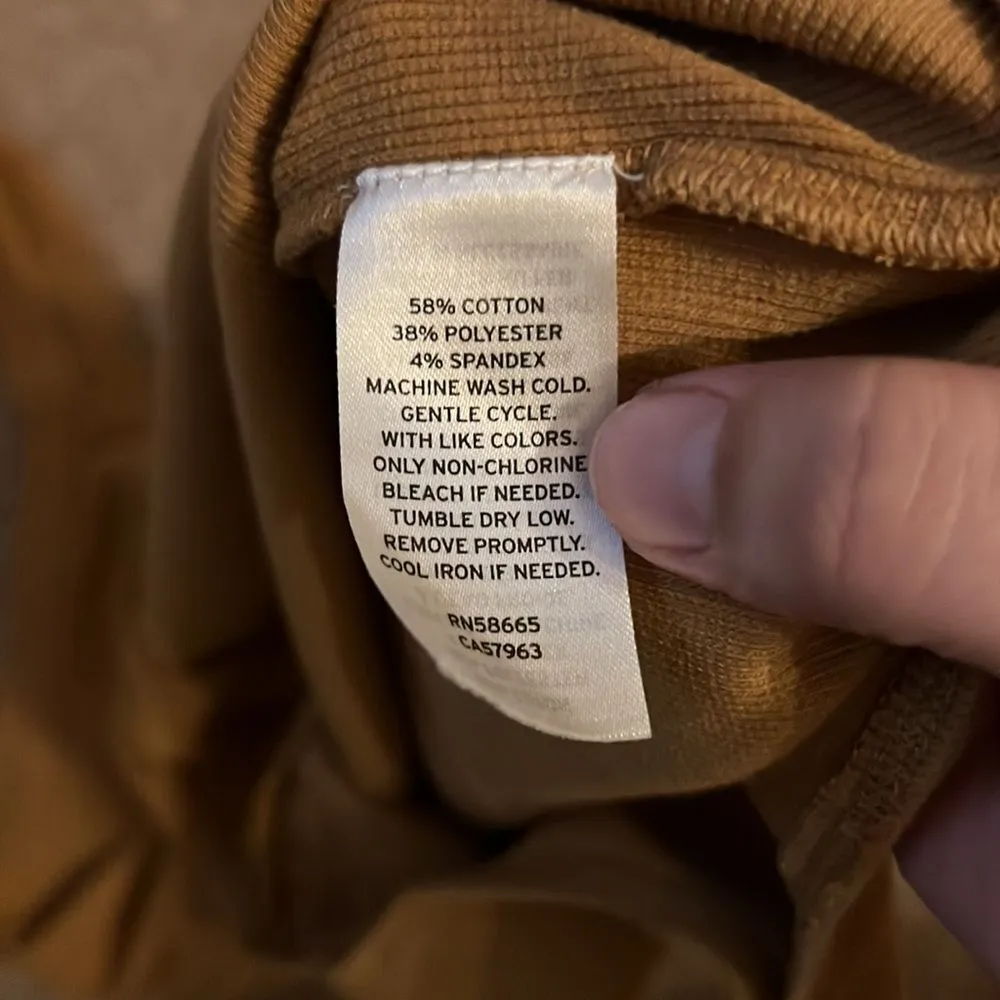 58% COTTON
38% POLYESTER
4% SPANDEX
MACHINE WASH COLD.
GENTLE CYCLE.
WITH LIKE COLORS.
ONLY NON-CHLORINE
BLEACH IF NEEDED.
TUMBLE DRY LOW.
REMOVE PROMPTLY.
COOL IRON IF NEEDED.
RN58665
CA57963